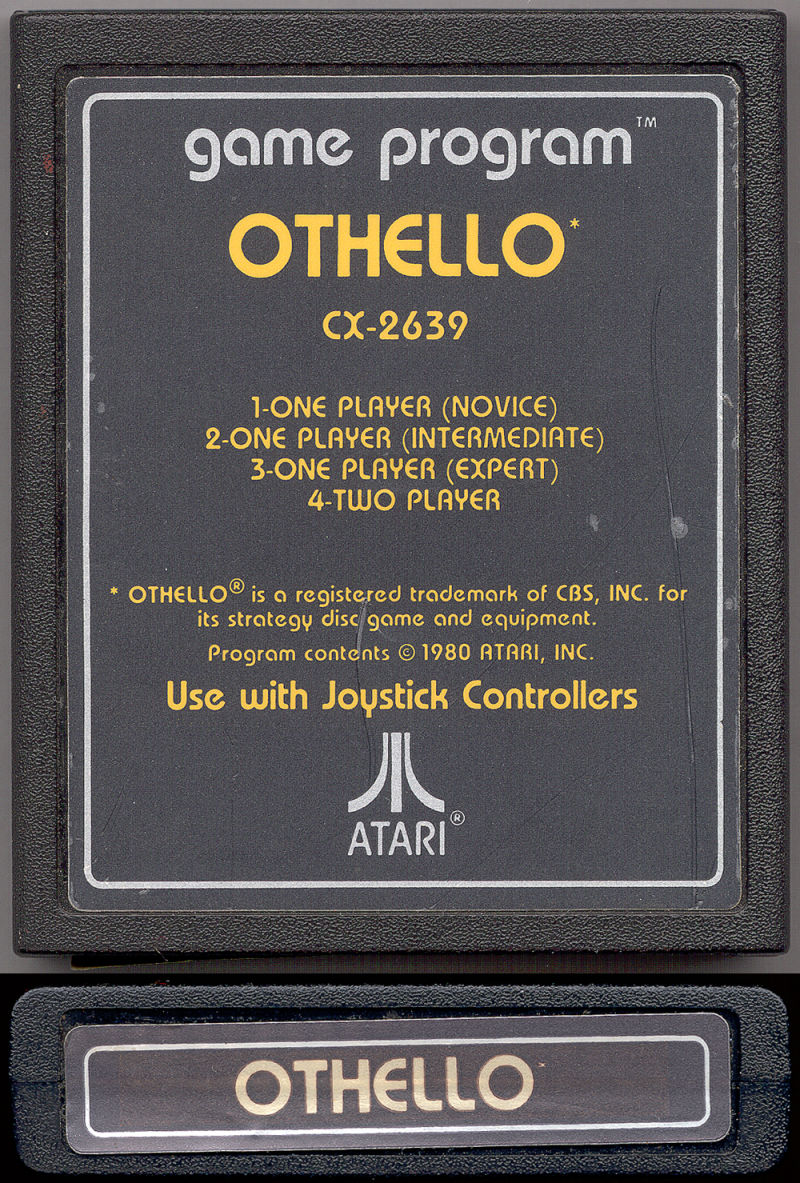 game program™
OTHELLO*
CX-2639
1-ONE PLAYER (NOVICE)
2-ONE PLAYER (INTERMEDIATE)
3-ONE PLAYER (EXPERT)
4-TWO PLAYER
* OTHELLO® is a registered trademark of CBS, INC. for
its strategy disc game and equipment.
Program contents © 1980 ATARI, INC.
Use with Joystick Controllers
ATARI®
OTHELLO*